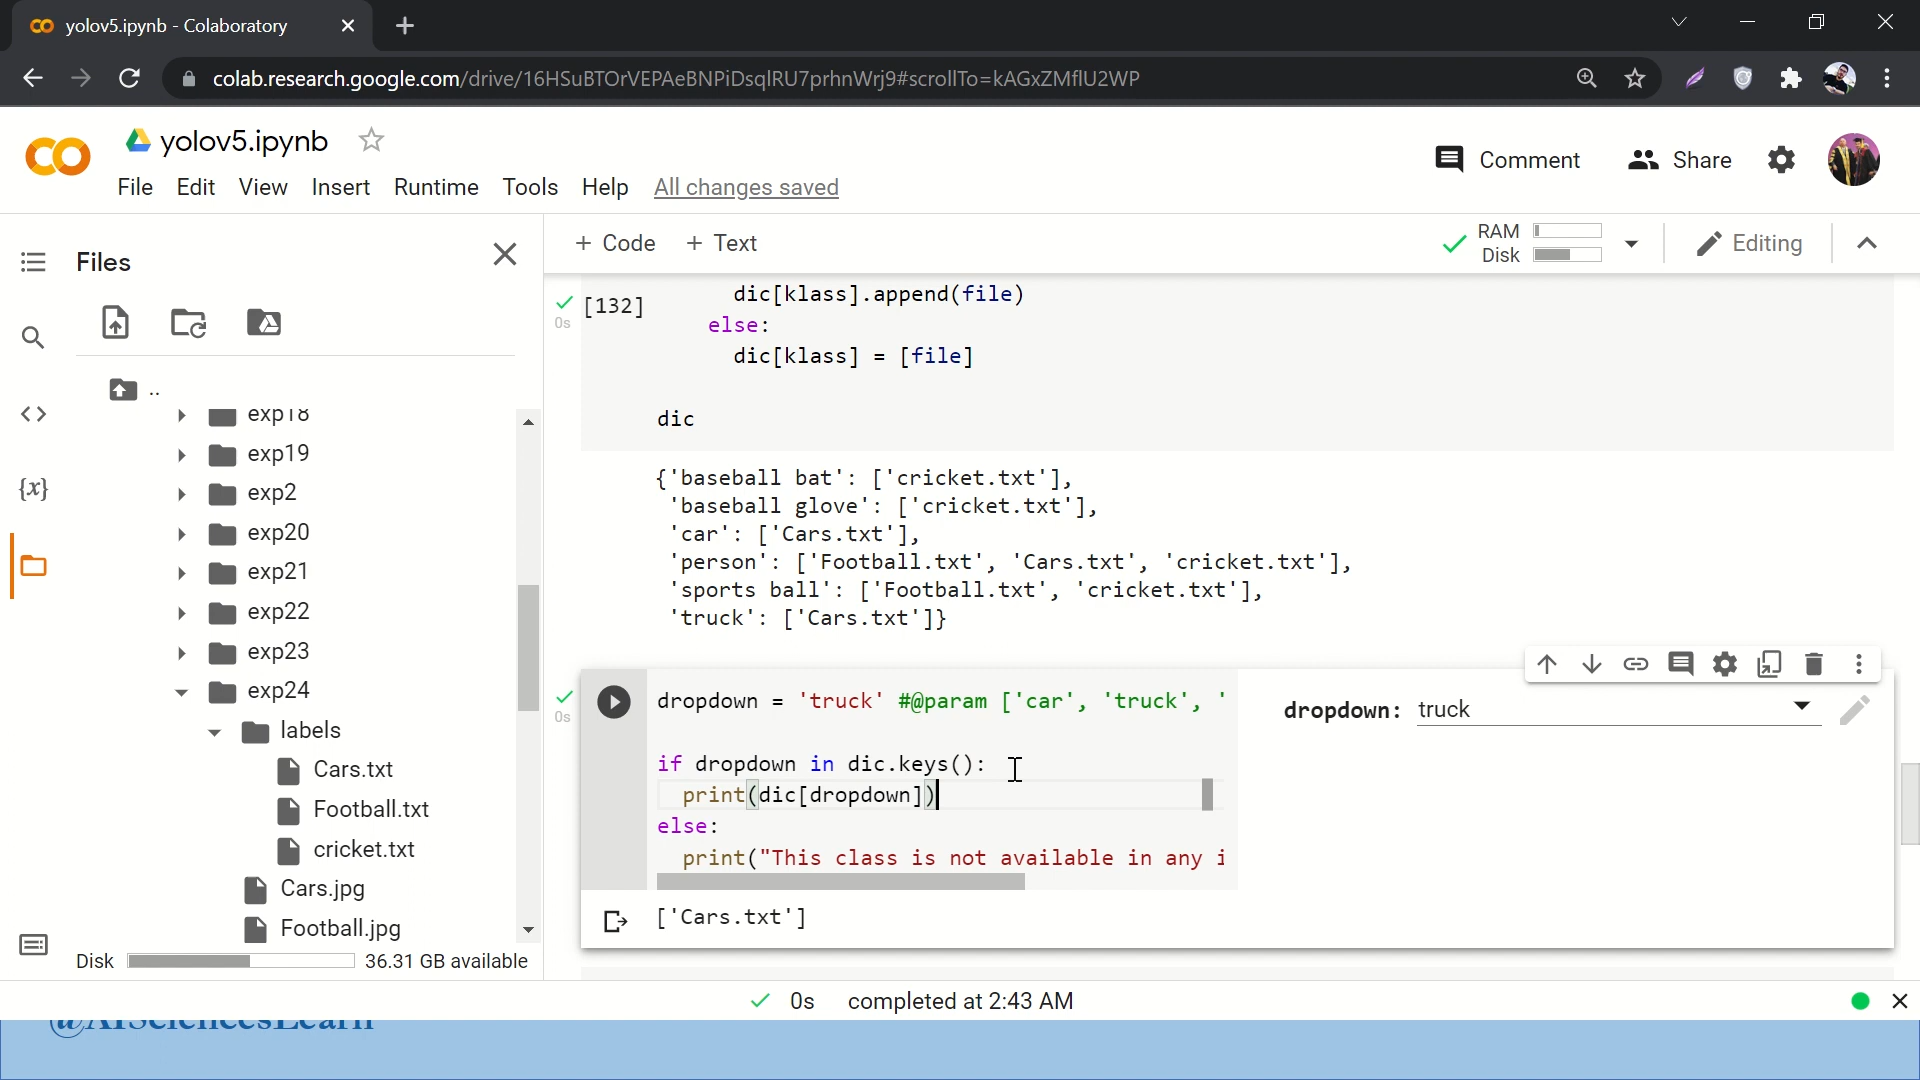 yolov5.ipynb - Colaboratory
colab.research.google.com/drive/16HSuBTOrVEPAeBNPiDsqlRU7prhnWrj9#scrollTo=kAGxZMflU2WP
yolov5.ipynb
Comment
Share
File Edit View Insert Runtime Tools Help All changes saved
Files
+ Code + Text
RAM
Disk
Editing
..
exp18
exp19
exp2
exp20
exp21
exp22
exp23
exp24
labels
Cars.txt
Football.txt
cricket.txt
Cars.jpg
Football.jpg
Disk 36.31 GB available
{x}
[132]
0s
dic[klass].append(file)
else:
dic[klass] = [file]
dic
{'baseball bat': ['cricket.txt'],
'baseball glove': ['cricket.txt'],
'car': ['Cars.txt'],
'person': ['Football.txt', 'Cars.txt', 'cricket.txt'],
'sports ball': ['Football.txt', 'cricket.txt'],
'truck': ['Cars.txt']}
0s
dropdown = 'truck' #@param ['car', 'truck', '
if dropdown in dic.keys():
print(dic[dropdown])
else:
print("This class is not available in any i
dropdown: truck
['Cars.txt']
0s completed at 2:43 AM
@AISciencesLearn